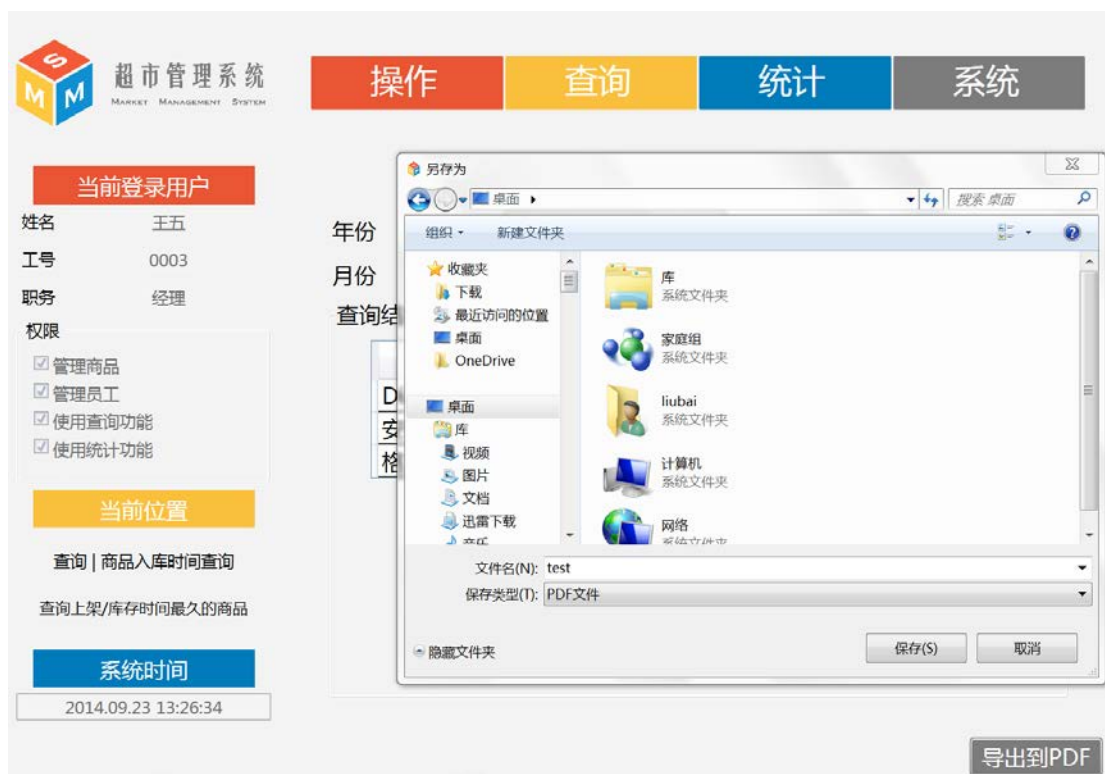 S
M M
超市管理系统
MARKET MANAGEMENT SYSTEM
操作 查询 统计 系统
当前登录用户
姓名 王五
工号 0003
职务 经理
权限
管理商品
管理员工
使用查询功能
使用统计功能
当前位置
查询 | 商品入库时间查询
查询上架/库存时间最久的商品
系统时间
2014.09.23 13:26:34
年份
月份
查询结
D
安
格
另存为
桌面
搜索 桌面
组织 新建文件夹
收藏夹
下载
最近访问的位置
桌面
OneDrive
桌面
库
视频
图片
文档
迅雷下载
音乐
库
系统文件夹
家庭组
系统文件夹
liubai
系统文件夹
计算机
系统文件夹
网络
系统文件夹
文件名(N): test
保存类型(T): PDF文件
隐藏文件夹
保存(S) 取消
导出到PDF